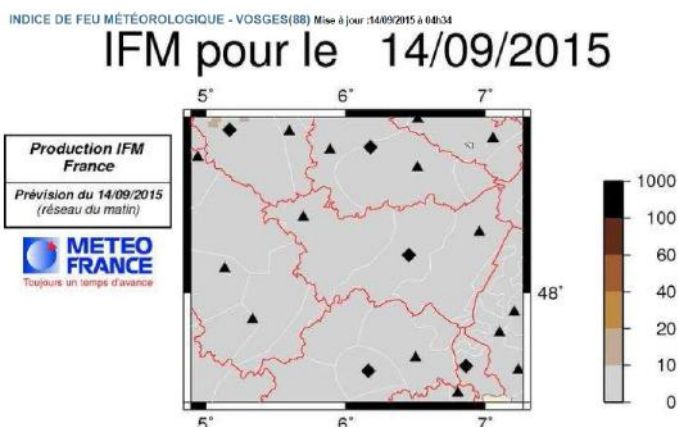 INDICE DE FEU MÉTÉOROLOGIQUE - VOSGES(88) Mise à jour :14/09/2015 à 04h34
IFM pour le 14/09/2015
5° 6° 7°
Production IFM
France
Prévision du 14/09/2015
(réseau du matin)
METEO
FRANCE
Toujours un temps d'avance
48°
5° 6° 7°
1000
100
60
40
20
10
0